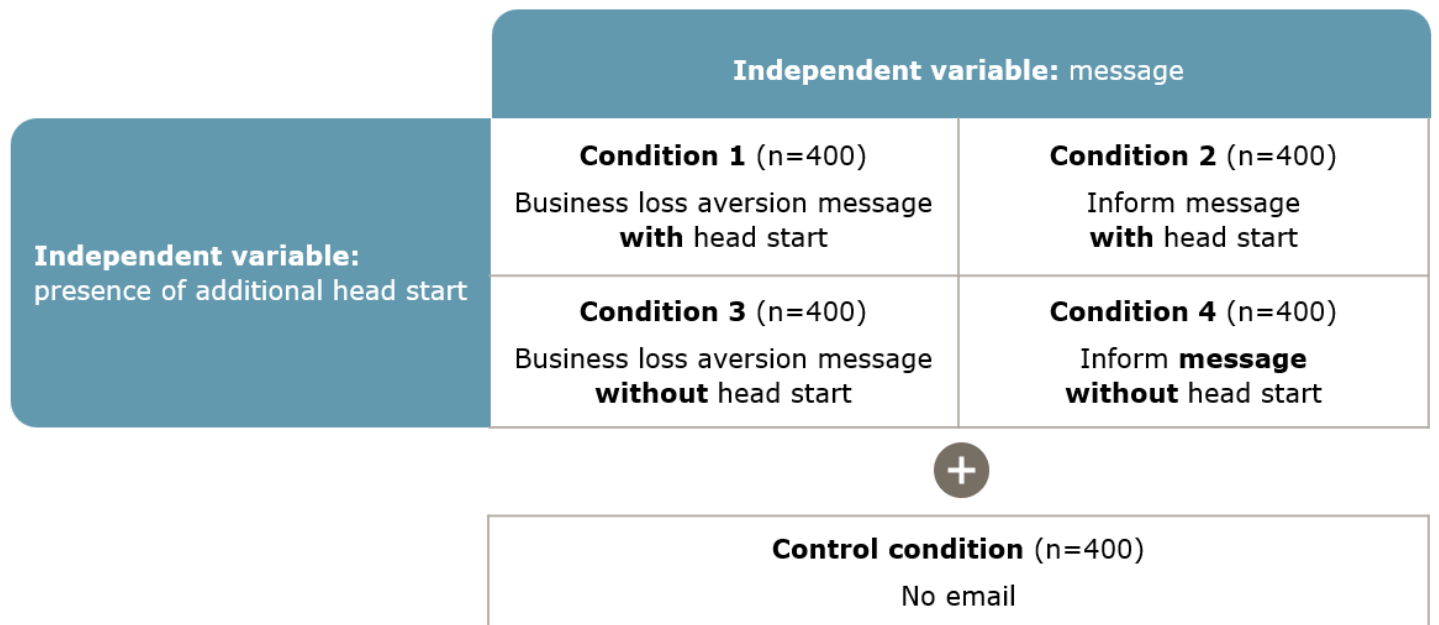 Independent variable: message
Independent variable:
presence of additional head start
Condition 1 (n=400)
Business loss aversion message
with head start
Condition 2 (n=400)
Inform message
with head start
Condition 3 (n=400)
Business loss aversion message
without head start
Condition 4 (n=400)
Inform message
without head start
+
Control condition (n=400)
No email